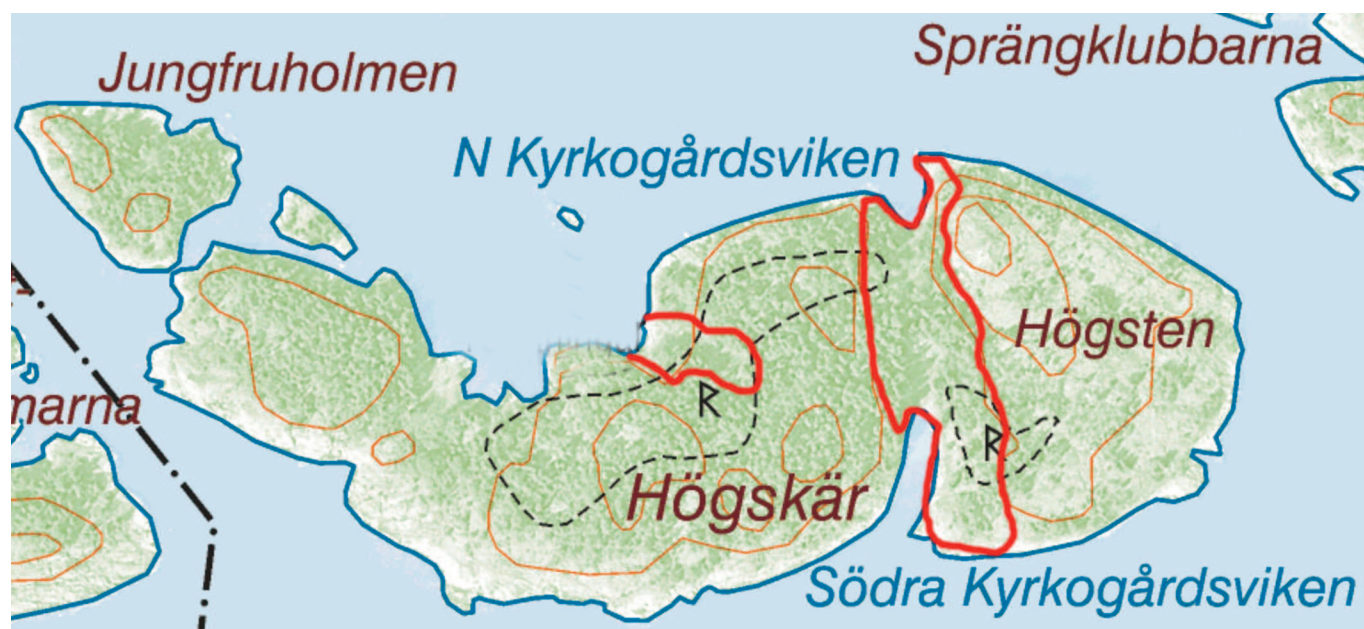 Jungfruholmen
Sprängklubbarna
N Kyrkogårdsviken
Högsten
marna
R
R
Högskär
Södra Kyrkogårdsviken